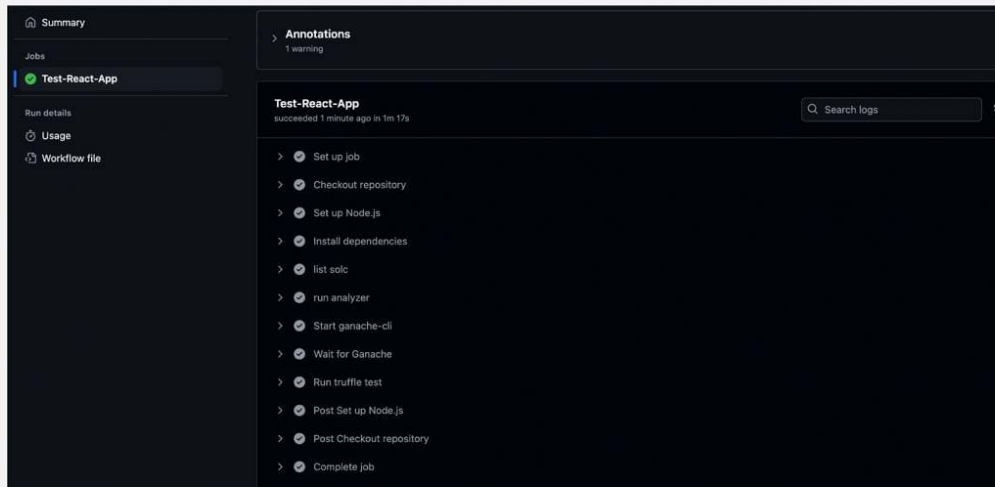 Summary
Jobs
Test-React-App
Run details
Usage
Workflow file
Annotations
1 warning
Test-React-App
succeeded 1 minute ago in 1m 17s
Search logs
Set up job
Checkout repository
Set up Node.js
Install dependencies
list solc
run analyzer
Start ganache-cli
Wait for Ganache
Run truffle test
Post Set up Node.js
Post Checkout repository
Complete job